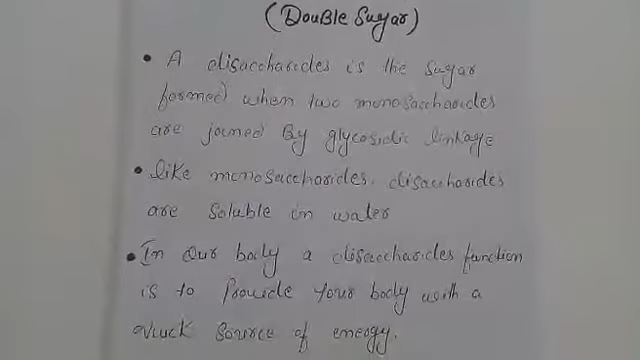 (Double Sugar)
• A disaccharides is the sugar
formed when two monosaccharides
are joined By glycosidic linkage
• like monosaccharides. disaccharides
are soluble in water
• In Our body a disaccharides function
is to Provide your body with a
Quick source of energy.